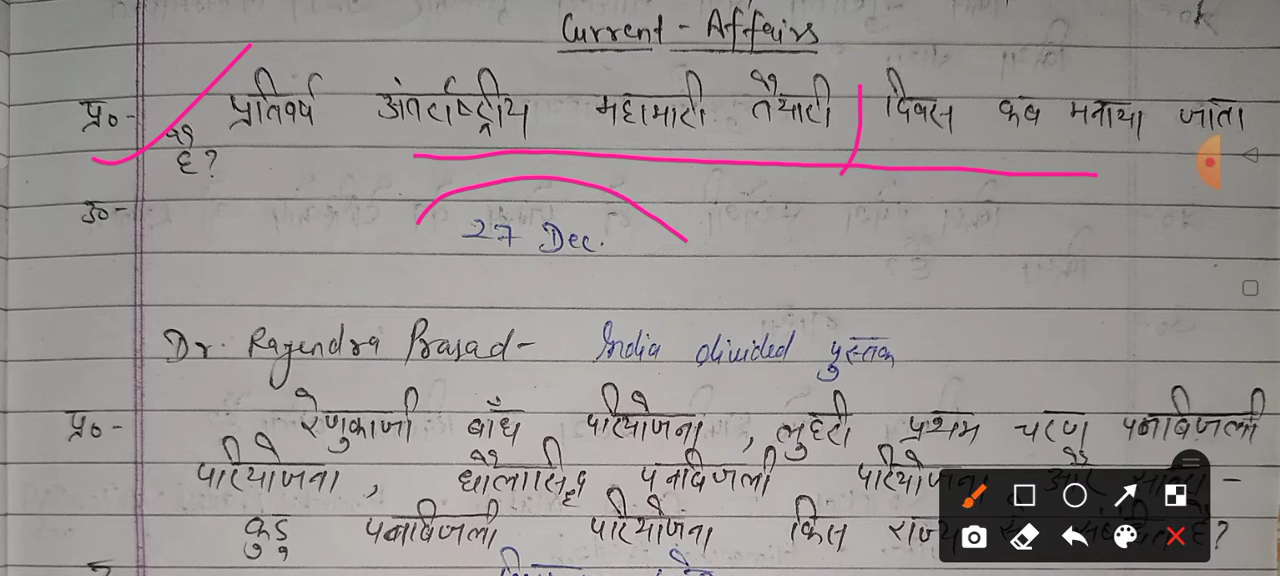 Current - Affairs
प्र०- प्रतिवर्ष अंतर्राष्ट्रीय महामारी तैयारी दिवस कब मनाया जाता
है?
उ०-
27 Dec.
Dr. Rajendra Prasad - India divided पुस्तक
प्र०- रेणुकाजी बाँध परियोजना, लुहरी प्रथम चरण पनबिजली
परियोजना, धौलासिद्ध पनबिजली परियोजना और -
कुड्डू पनबिजली परियोजना किस राज्य से संबंधित है?